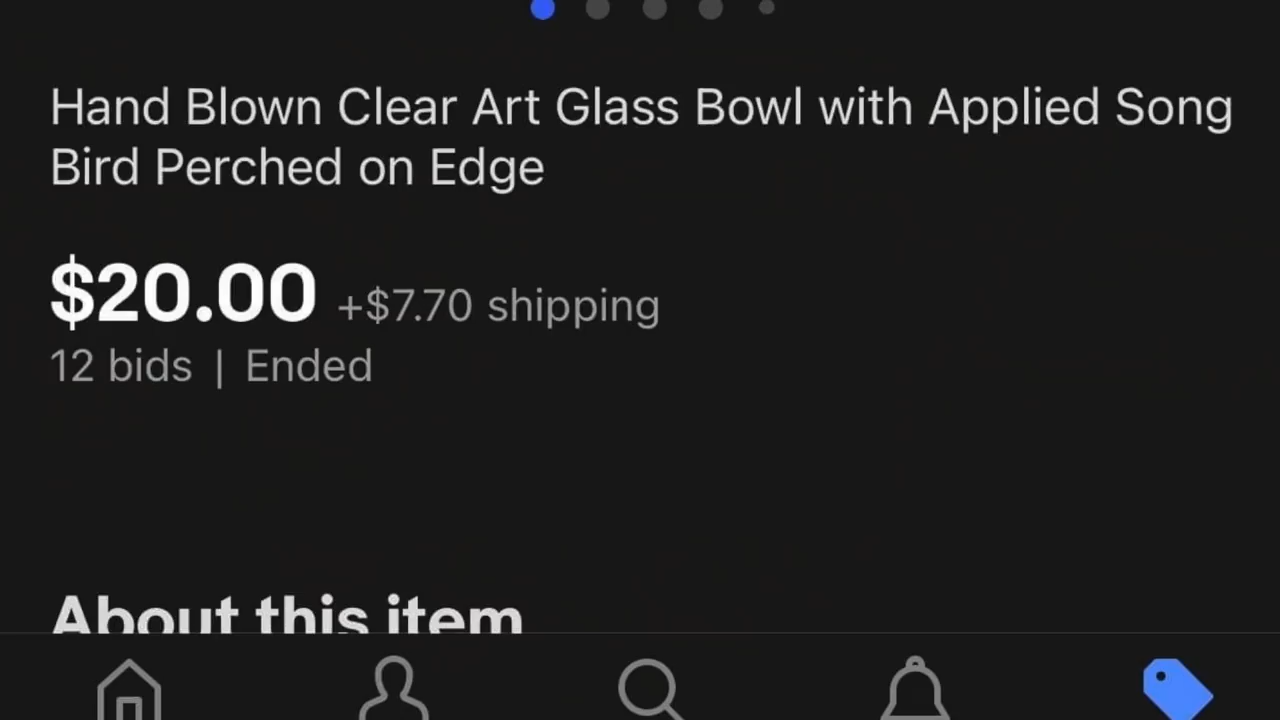 Hand Blown Clear Art Glass Bowl with Applied Song
Bird Perched on Edge
$20.00 +$7.70 shipping
12 bids | Ended
About this item